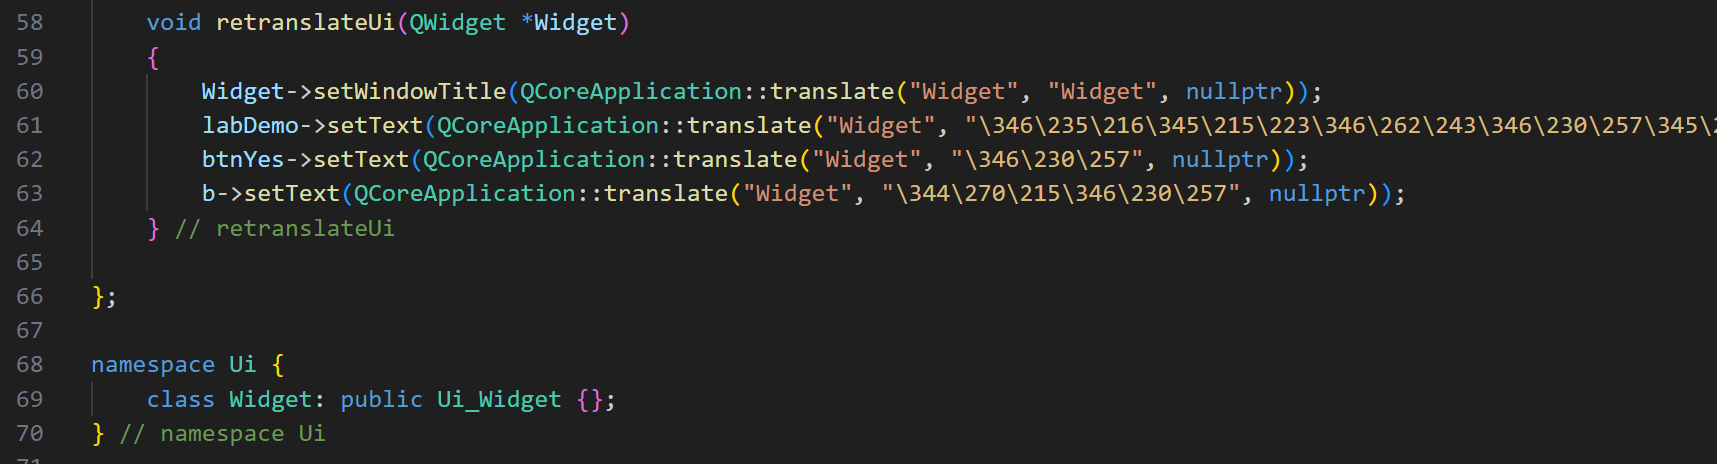 58 void retranslateUi(QWidget *Widget)
59 {
60 Widget->setWindowTitle(QCoreApplication::translate("Widget", "Widget", nullptr));
61 labDemo->setText(QCoreApplication::translate("Widget", "\346\235\216\345\215\223\346\262\243\346\230\257\345\2
62 btnYes->setText(QCoreApplication::translate("Widget", "\346\230\257", nullptr));
63 b->setText(QCoreApplication::translate("Widget", "\344\270\215\346\230\257", nullptr));
64 } // retranslateUi
65
66 };
67
68 namespace Ui {
69 class Widget: public Ui_Widget {};
70 } // namespace Ui